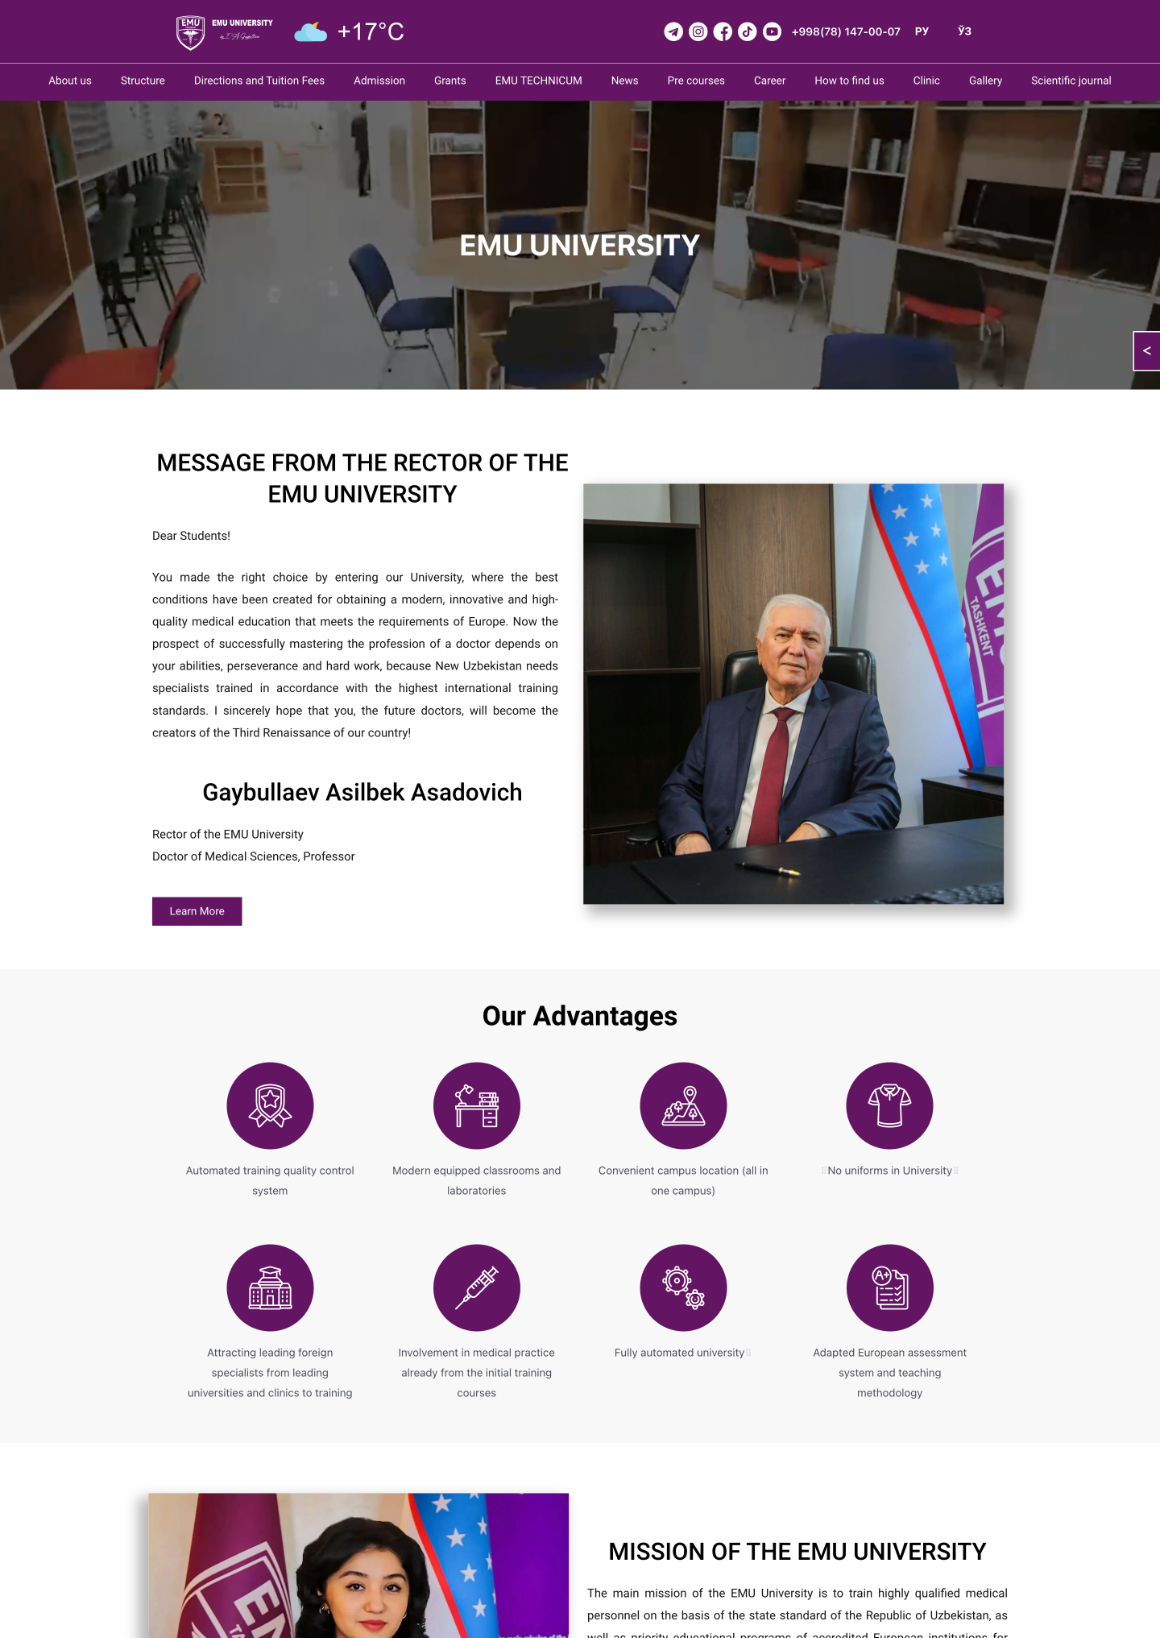 EMU
EMU UNIVERSITY
+17°C
+998(78) 147-00-07
РУ
ЎЗ
About us
Structure
Directions and Tuition Fees
Admission
Grants
EMU TECHNICUM
News
Pre courses
Career
How to find us
Clinic
Gallery
Scientific journal
EMU UNIVERSITY
<
MESSAGE FROM THE RECTOR OF THE
EMU UNIVERSITY
Dear Students!
You made the right choice by entering our University, where the best
conditions have been created for obtaining a modern, innovative and high-
quality medical education that meets the requirements of Europe. Now the
prospect of successfully mastering the profession of a doctor depends on
your abilities, perseverance and hard work, because New Uzbekistan needs
specialists trained in accordance with the highest international training
standards. I sincerely hope that you, the future doctors, will become the
creators of the Third Renaissance of our country!
Gaybullaev Asilbek Asadovich
Rector of the EMU University
Doctor of Medical Sciences, Professor
Learn More
TASHKENT
Our Advantages
Automated training quality control
system
Modern equipped classrooms and
laboratories
Convenient campus location (all in
one campus)
No uniforms in University
Attracting leading foreign
specialists from leading
universities and clinics to training
Involvement in medical practice
already from the initial training
courses
Fully automated university
A+
Adapted European assessment
system and teaching
methodology
MISSION OF THE EMU UNIVERSITY
The main mission of the EMU University is to train highly qualified medical
personnel on the basis of the state standard of the Republic of Uzbekistan, as
well as priority educational programs of accredited European institutions for